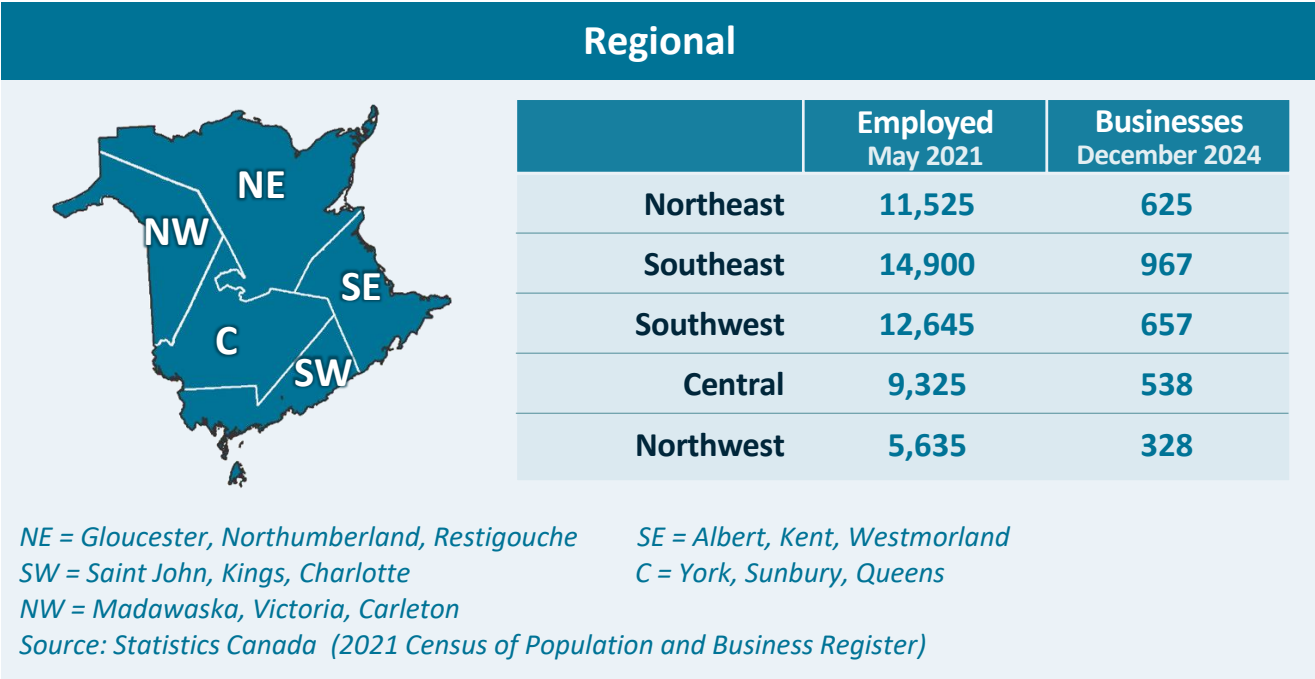 Regional
NE
NW
SE
C
SW
Employed Businesses
May 2021 December 2024
Northeast 11,525 625
Southeast 14,900 967
Southwest 12,645 657
Central 9,325 538
Northwest 5,635 328
NE = Gloucester, Northumberland, Restigouche SE = Albert, Kent, Westmorland
SW = Saint John, Kings, Charlotte C = York, Sunbury, Queens
NW = Madawaska, Victoria, Carleton
Source: Statistics Canada (2021 Census of Population and Business Register)